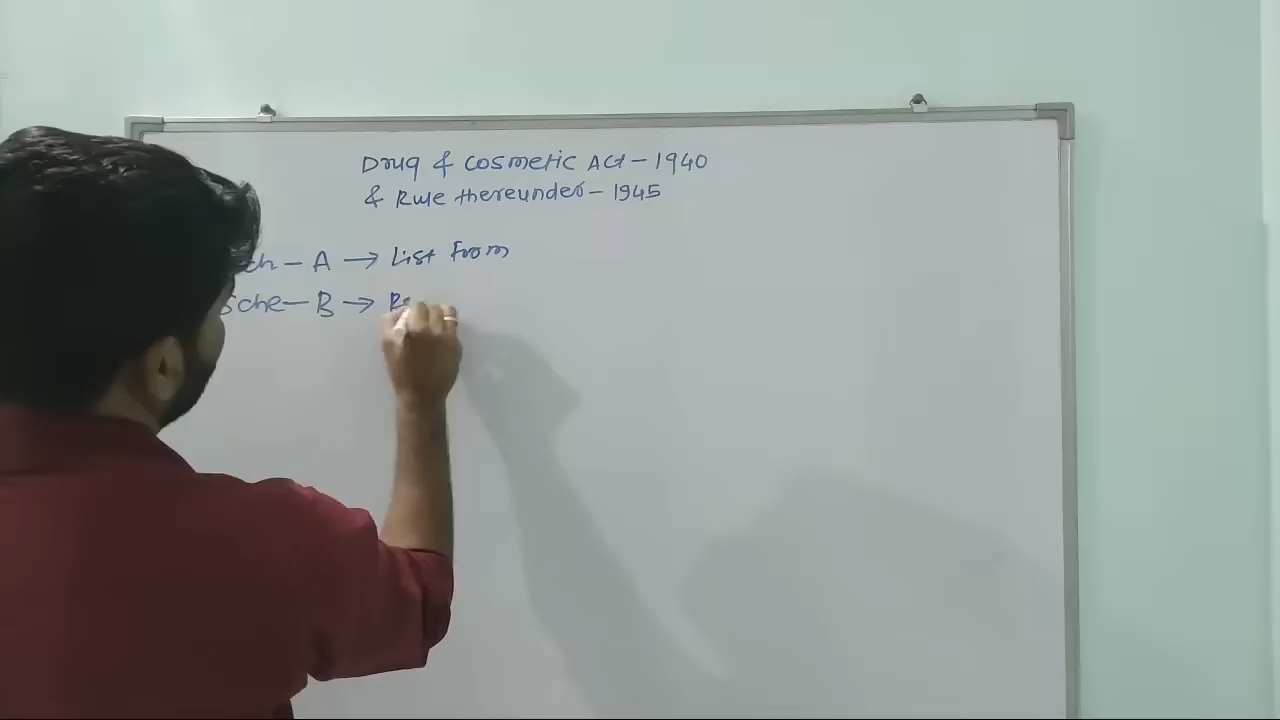 Drug & Cosmetic Act - 1940
& Rule thereunder - 1945
ch - A → List From
Sche - B → R